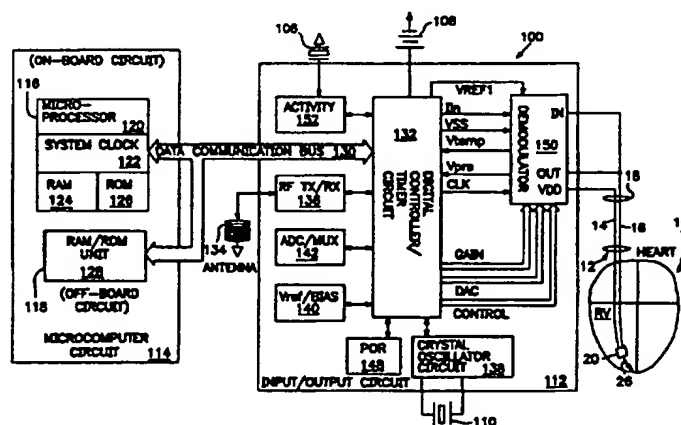 (ON-BOARD CIRCUIT)
116
MICRO-
PROCESSOR
120
SYSTEM CLOCK
122
RAM
124
ROM
126
RAM/ROM
UNIT
128
118
(OFF-BOARD
CIRCUIT)
MICROCOMPUTER
CIRCUIT 114
DATA COMMUNICATION BUS 130
106
108
100
ACTIVITY
152
RF TX/RX
136
134
ANTENNA
ADC/MUX
142
Vref/BIAS
140
132
DIGITAL
CONTROLLER/
TIMER
CIRCUIT
POR
148
CRYSTAL
OSCILLATOR
CIRCUIT 138
INPUT/OUTPUT CIRCUIT
112
110
VREF1
VSS
Vtemp
Vpre
CLK
GAIN
DAC
CONTROL
DEMODULATOR
150
IN
OUT
VDD
18
14
16
12
HEART
RV
20
26